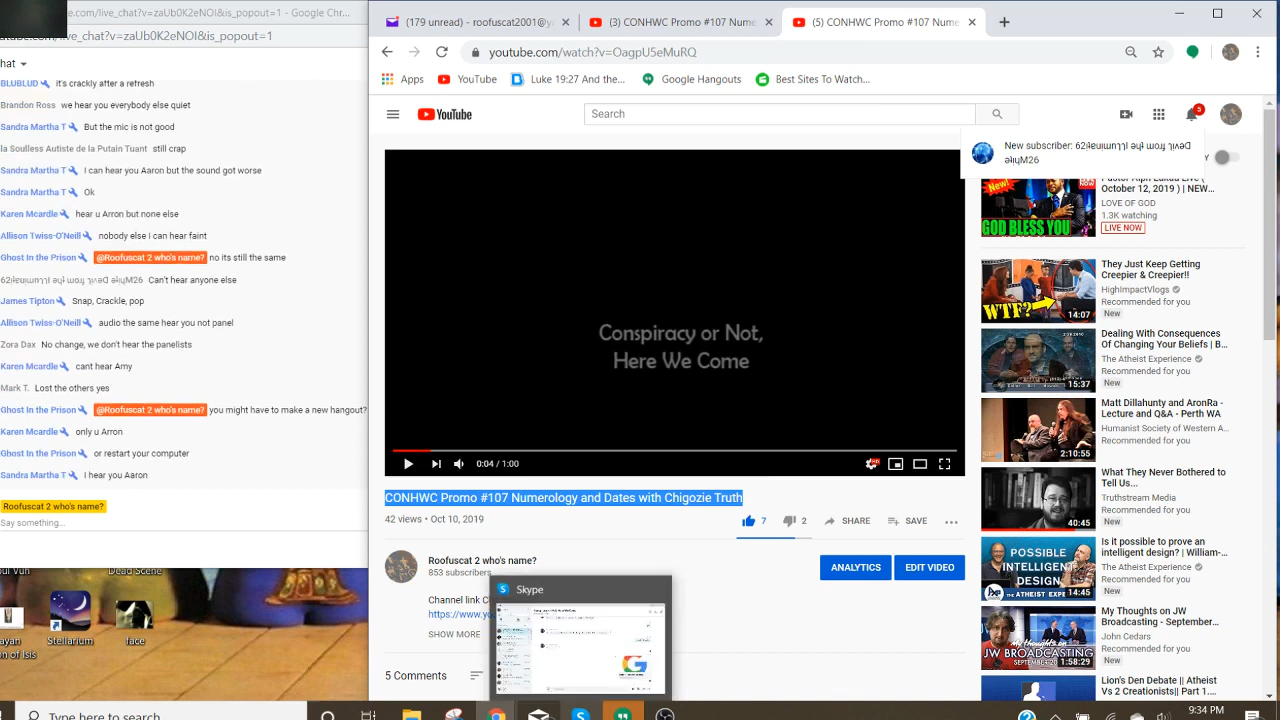 /live_chat?v=zaUb0K2eNOI&is_popout=1 - Google Chr...
om/live_chat?v=zaUb0K2eNOI&is_popout=1
hat
BLUBLUD it's crackly after a refresh
Brandon Ross we hear you everybody else quiet
Sandra Martha T But the mic is not good
la Soulless Autiste de la Putain Tuant still crap
Sandra Martha T I can hear you Aaron but the sound got worse
Sandra Martha T Ok
Karen Mcardle hear u Arron but none else
Allison Twiss-O'Neill nobody else I can hear faint
Ghost In the Prison @Roofuscat 2 who's name? no its still the same
Can't hear anyone else
James Tipton Snap, Crackle, pop
Allison Twiss-O'Neill audio the same hear you not panel
Zora Dax No change, we don't hear the panelists
Karen Mcardle cant hear Amy
Mark T. Lost the others yes
Ghost In the Prison @Roofuscat 2 who's name? you might have to make a new hangout?
Karen Mcardle only u Arron
Ghost In the Prison or restart your computer
Sandra Martha T I hear you Aaron
Roofuscat 2 who's name?
Say something...
Dead Scene
Stellarium
face
on of Isis
Type here to search
(179 unread) - roofuscat2001@y
(3) CONHWC Promo #107 Nume
(5) CONHWC Promo #107 Nume
youtube.com/watch?v=OagpU5eMuRQ
Apps YouTube Luke 19:27 And the... Google Hangouts Best Sites To Watch...
YouTube
Search
5
New subscriber:
Y
Conspiracy or Not,
Here We Come
0:04 / 1:00
CONHWC Promo #107 Numerology and Dates with Chigozie Truth
42 views • Oct 10, 2019
7 2 SHARE SAVE
Roofuscat 2 who's name?
853 subscribers
ANALYTICS EDIT VIDEO
Channel link C
https://www.yo
SHOW MORE
5 Comments
Skype
New!
NOW
GOD BLESS YOU
October 12, 2019 ) | NEW...
LOVE OF GOD
1.3K watching
LIVE NOW
WTF?
14:07
They Just Keep Getting
Creepier & Creepier!!
HighImpactVlogs
Recommended for you
New
15:37
Dealing With Consequences
Of Changing Your Beliefs | B...
The Atheist Experience
Recommended for you
New
2:10:55
Matt Dillahunty and AronRa -
Lecture and Q&A - Perth WA
Humanist Society of Western A...
Recommended for you
40:45
What They Never Bothered to
Tell Us...
Truthstream Media
Recommended for you
New
POSSIBLE
INTELLIGENT
DESIGN
14:45
Is it possible to prove an
intelligent design? | William-...
The Atheist Experience
Recommended for you
New
MY THOUGHTS ON
JW BROADCASTING
SEPTEMBER
1:58:29
My Thoughts on JW
Broadcasting - September...
John Cedars
Recommended for you
New
Lion's Den Debate || Atheist
Vs 2 Creationists|| Part 1....
9:34 PM